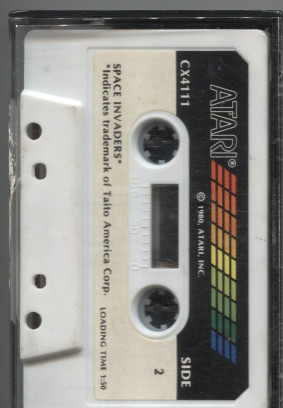 ATARI®
© 1980, ATARI, INC.
CX4111
SIDE
2
100 50 0
SPACE INVADERS*
*Indicates trademark of Taito America Corp.
LOADING TIME 1:50